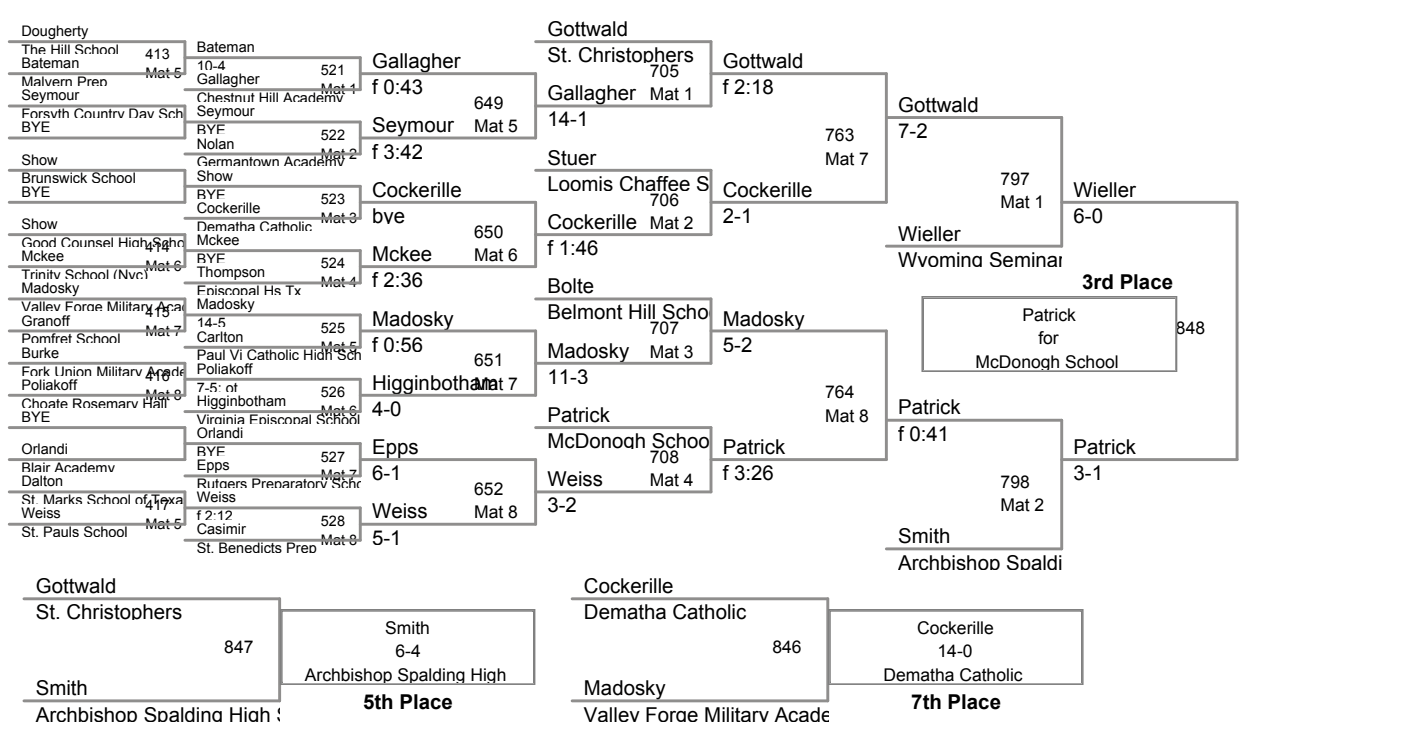 Dougherty
The Hill School
413
Bateman
Mat 5
Malvern Prep
Seymour
Forsyth Country Day Sch
BYE
Show
Brunswick School
BYE
Show
Good Counsel High Scho
414
Mckee
Mat 6
Trinity School (Nyc)
Madosky
Valley Forge Military Acad
415
Granoff
Mat 7
Pomfret School
Burke
Fork Union Military Acade
416
Poliakoff
Mat 8
Choate Rosemary Hall
BYE
Orlandi
Blair Academy
Dalton
St. Marks School of Texa
417
Weiss
Mat 5
St. Pauls School
Bateman
10-4
521
Gallagher
Mat 1
Chestnut Hill Academy
Seymour
BYE
522
Nolan
Mat 2
Germantown Academy
Show
BYE
523
Cockerille
Mat 3
Dematha Catholic
Mckee
BYE
524
Thompson
Mat 4
Episcopal Hs Tx
Madosky
14-5
525
Carlton
Mat 5
Paul Vi Catholic High Sch
Poliakoff
7-5; ot
526
Higginbotham
Mat 6
Virginia Episcopal School
Orlandi
BYE
527
Epps
Mat 7
Rutgers Preparatory Scho
Weiss
f 2:12
528
Casimir
Mat 8
St. Benedicts Prep
Gallagher
f 0:43
649
Mat 5
Seymour
f 3:42
Cockerille
bye
650
Mat 6
Mckee
f 2:36
Madosky
f 0:56
651
Mat 7
Higginbotham
4-0
Epps
6-1
652
Mat 8
Weiss
5-1
Gottwald
St. Christophers
705
Mat 1
Gallagher
14-1
Stuer
Loomis Chaffee S
706
Mat 2
Cockerille
f 1:46
Bolte
Belmont Hill Scho
707
Mat 3
Madosky
11-3
Patrick
McDonogh Schoo
708
Mat 4
Weiss
3-2
Gottwald
f 2:18
763
Mat 7
Cockerille
2-1
Madosky
5-2
764
Mat 8
Patrick
f 3:26
Gottwald
7-2
797
Mat 1
Wieller
Wyoming Seminar
Patrick
f 0:41
798
Mat 2
Smith
Archbishop Spaldi
Wieller
6-0
3rd Place
Patrick
for
McDonogh School
848
Patrick
3-1
Gottwald
St. Christophers
847
Smith
Archbishop Spalding High S
Smith
6-4
Archbishop Spalding High
5th Place
Cockerille
Dematha Catholic
846
Madosky
Valley Forge Military Acade
Cockerille
14-0
Dematha Catholic
7th Place